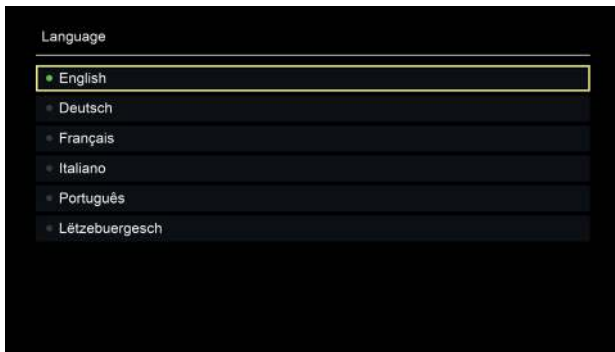 Language
English
Deutsch
Français
Italiano
Português
Lëtzebuergesch